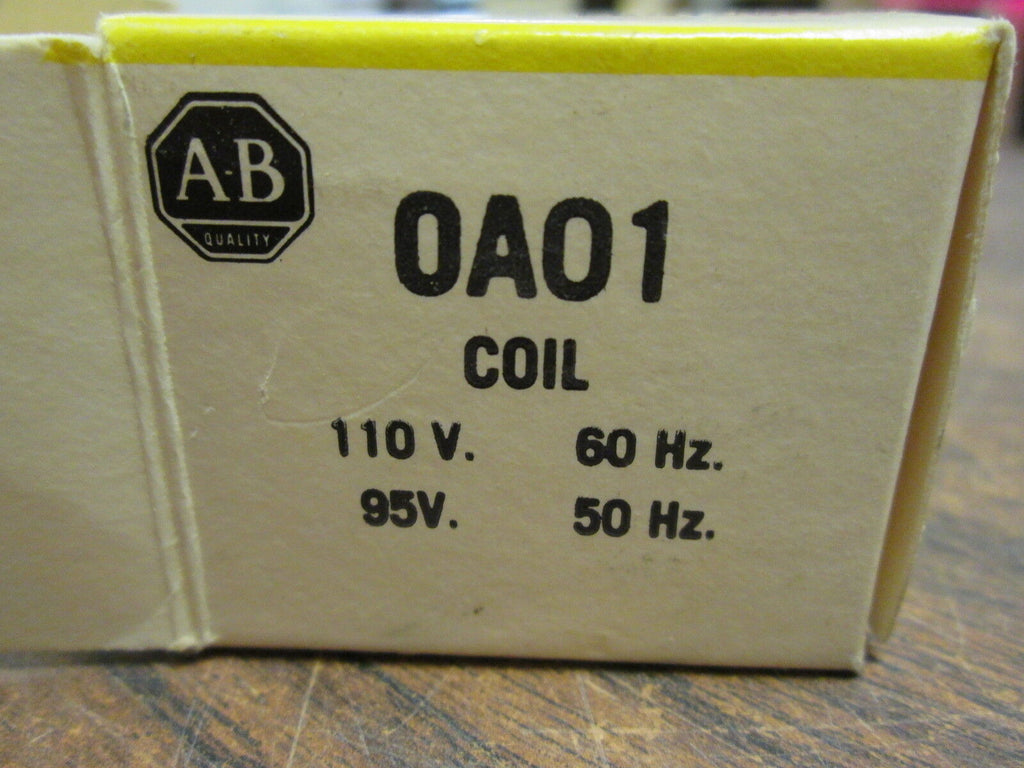 A-B
QUALITY
0A01
COIL
110 V. 60 Hz.
95V. 50 Hz.